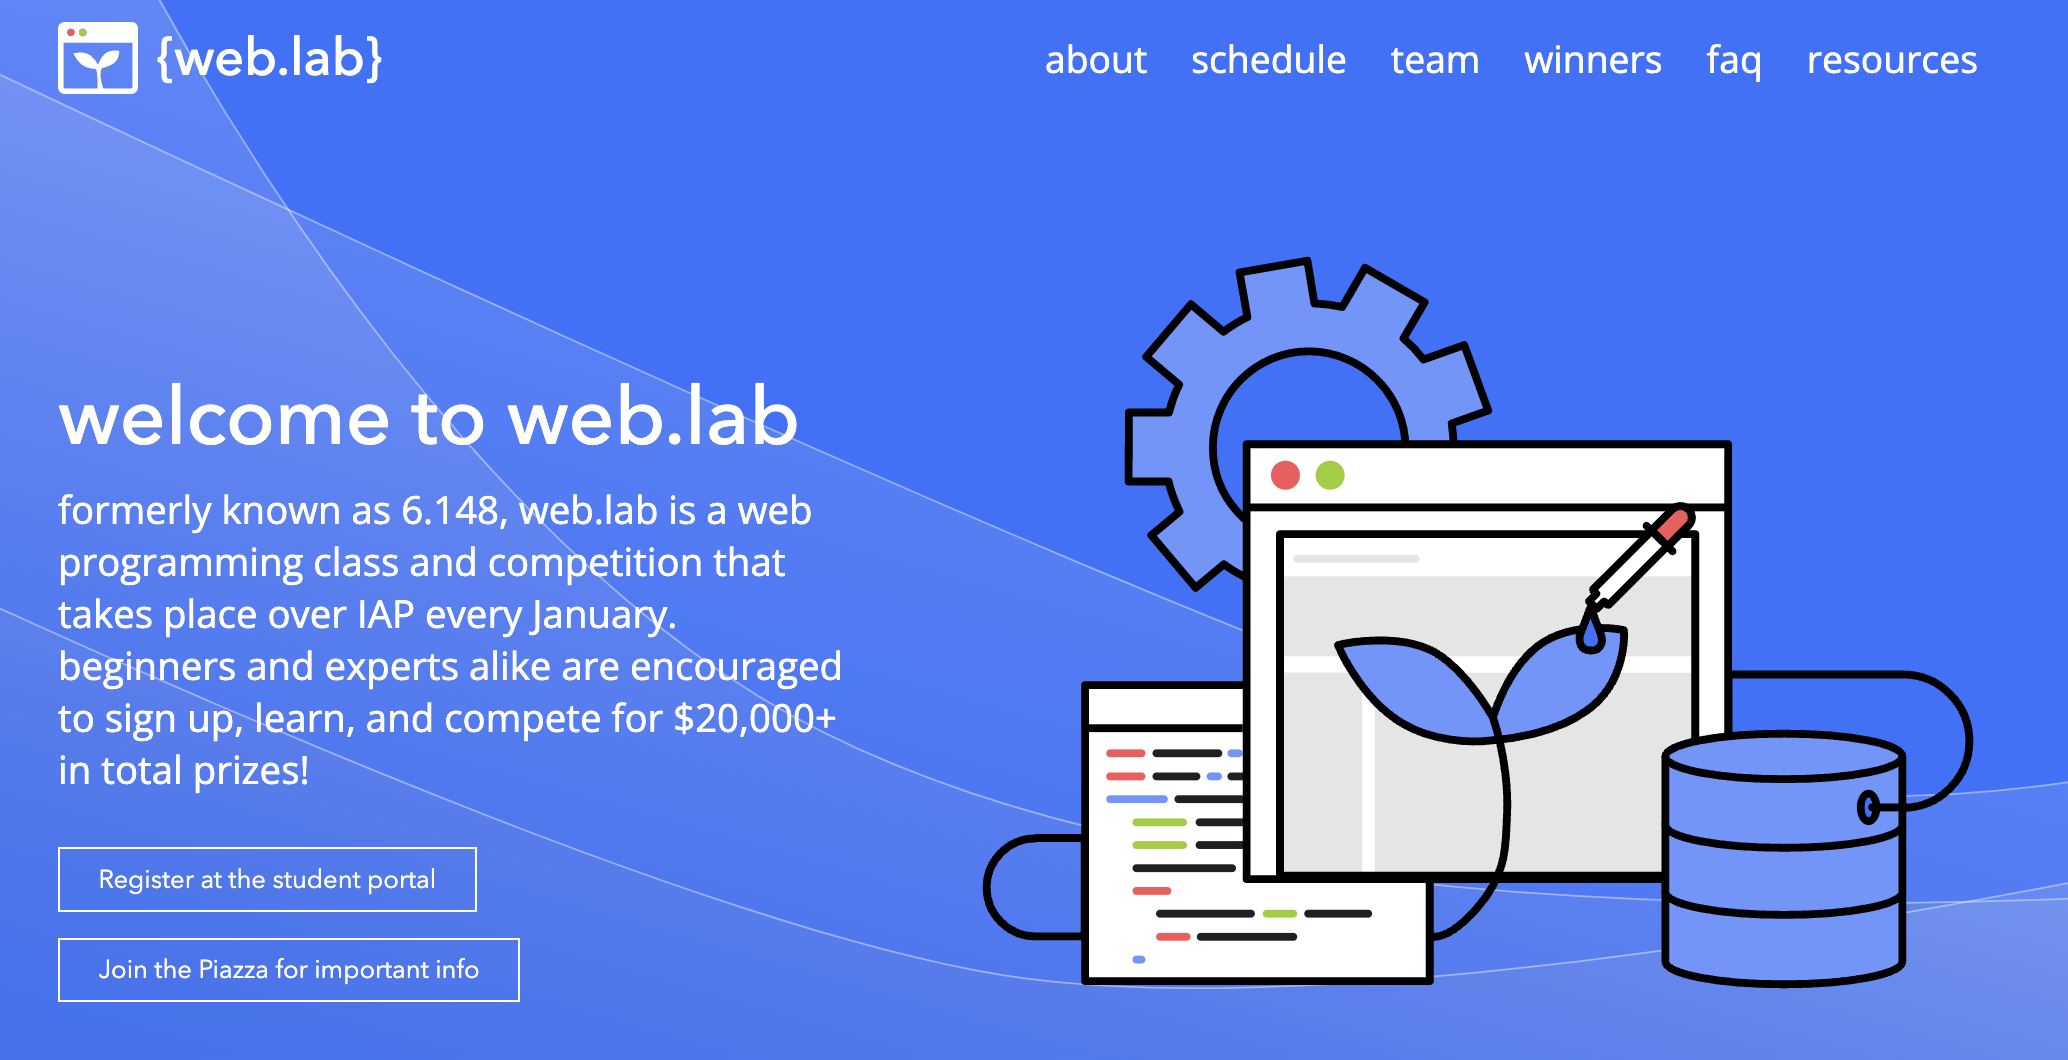 {web.lab}
about schedule team winners faq resources
welcome to web.lab
formerly known as 6.148, web.lab is a web
programming class and competition that
takes place over IAP every January.
beginners and experts alike are encouraged
to sign up, learn, and compete for $20,000+
in total prizes!
Register at the student portal
Join the Piazza for important info